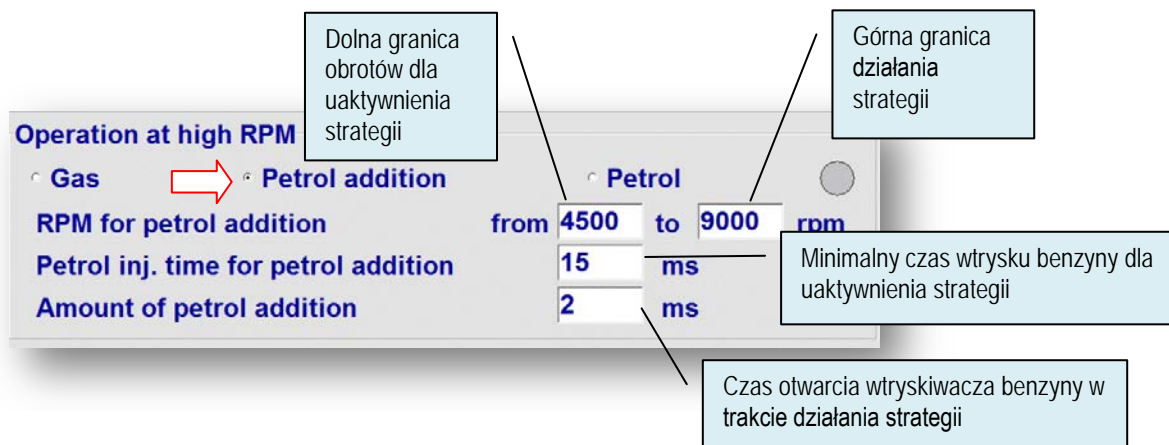 Dolna granica
obrotów dla
uaktywnienia
strategii
Górna granica
działania
strategii
Operation at high RPM
Gas
Petrol addition
Petrol
RPM for petrol addition from 4500 to 9000 rpm
Petrol inj. time for petrol addition 15 ms
Amount of petrol addition 2 ms
Minimalny czas wtrysku benzyny dla
uaktywnienia strategii
Czas otwarcia wtryskiwacza benzyny w
trakcie działania strategii